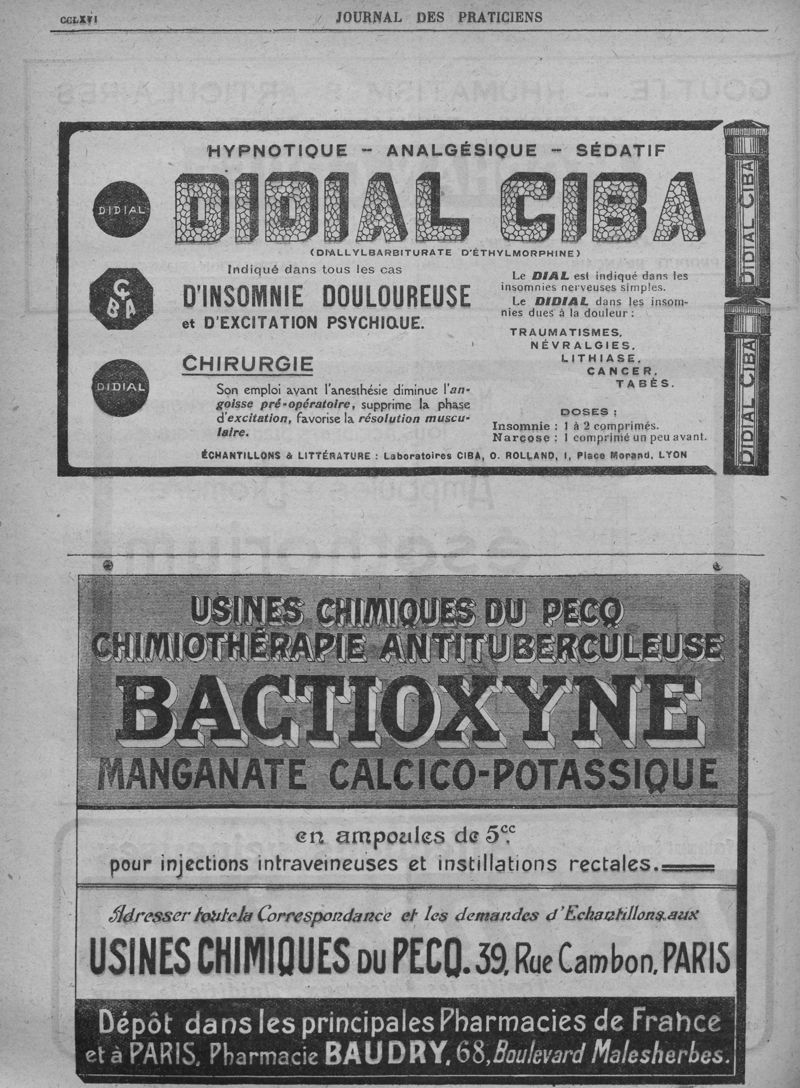 CCLXVI
JOURNAL DES PRATICIENS
HYPNOTIQUE - ANALGÉSIQUE - SÉDATIF
DIDIAL
DIDIAL CIBA
(DIALLYLBARBITURATE D'ÉTHYLMORPHINE)
CIBA
Indiqué dans tous les cas
D'INSOMNIE DOULOUREUSE
et D'EXCITATION PSYCHIQUE.
DIDIAL
CHIRURGIE
Son emploi avant l'anesthésie diminue l'an-
goisse pré-opératoire, supprime la phase
d'excitation, favorise la résolution muscu-
laire.
Le DIAL est indiqué dans les
insomnies nerveuses simples.
Le DIDIAL dans les insom-
nies dues à la douleur :
TRAUMATISMES,
NÉVRALGIES,
LITHIASE,
CANCER,
TABÈS.
DOSES :
Insomnie : 1 à 2 comprimés.
Narcose : 1 comprimé un peu avant.
ÉCHANTILLONS & LITTÉRATURE : Laboratoires CIBA, O. ROLLAND, 1, Place Morand, LYON
DIDIAL CIBA
DIDIAL CIBA
USINES CHIMIQUES DU PECQ
CHIMIOTHÉRAPIE ANTITUBERCULEUSE
BACTIOXYNE
MANGANATE CALCICO-POTASSIQUE
en ampoules de 5cc.
pour injections intraveineuses et instillations rectales.
Adresser toute la Correspondance et les demandes d'Echantillons aux
USINES CHIMIQUES DU PECQ. 39, Rue Cambon, PARIS
Dépôt dans les principales Pharmacies de France
et à PARIS, Pharmacie BAUDRY, 68, Boulevard Malesherbes.